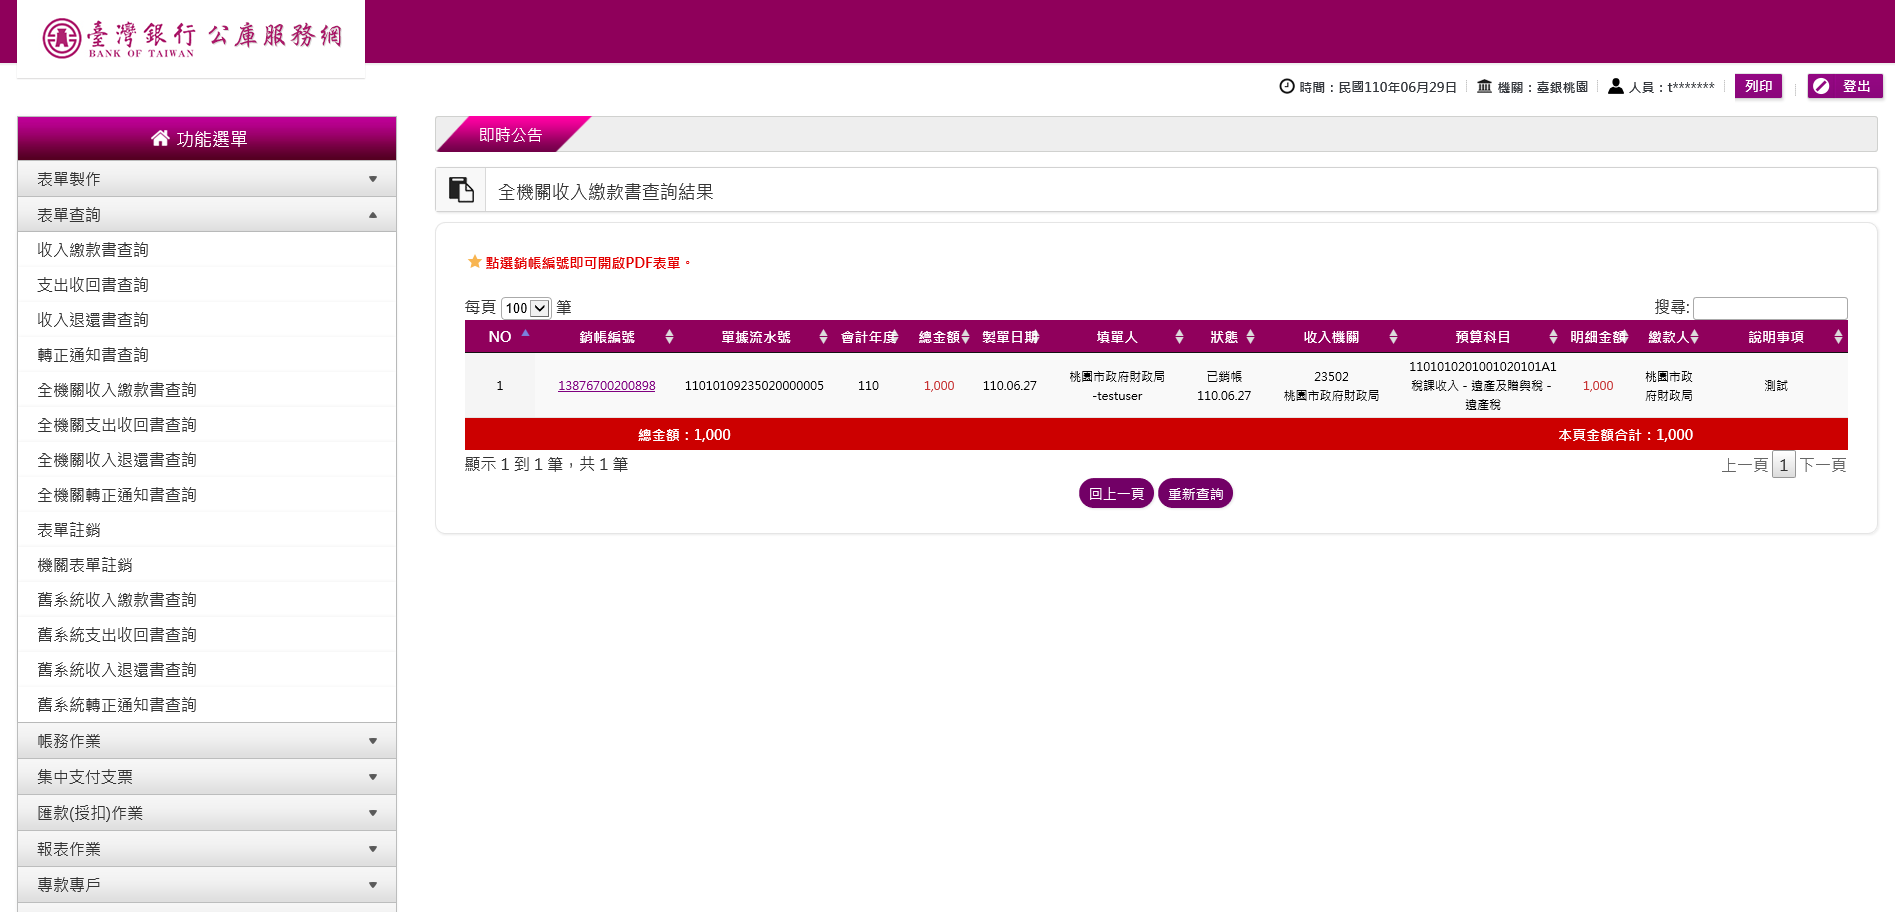 臺灣銀行 公庫服務網
BANK OF TAIWAN
時間：民國110年06月29日 機關：臺銀桃園 人員：t******* 列印 登出
功能選單
表單製作
表單查詢
收入繳款書查詢
支出收回書查詢
收入退還書查詢
轉正通知書查詢
全機關收入繳款書查詢
全機關支出收回書查詢
全機關收入退還書查詢
全機關轉正通知書查詢
表單註銷
機關表單註銷
舊系統收入繳款書查詢
舊系統支出收回書查詢
舊系統收入退還書查詢
舊系統轉正通知書查詢
帳務作業
集中支付支票
匯款(授扣)作業
報表作業
專款專戶
即時公告
全機關收入繳款書查詢結果
點選銷帳編號即可開啟PDF表單。
每頁 100 筆 搜尋:
NO 銷帳編號 單據流水號 會計年度 總金額 製單日期 填單人 狀態 收入機關 預算科目 明細金額 繳款人 說明事項
1 13876700200898 11010109235020000005 110 1,000 110.06.27 桃園市政府財政局 -testuser 已銷帳 110.06.27 23502 桃園市政府財政局 1101010201001020101A1 稅課收入－遺產及贈與稅－遺產稅 1,000 桃園市政府財政局 測試
總金額：1,000 本頁金額合計：1,000
顯示 1 到 1 筆，共 1 筆 上一頁 1 下一頁
回上一頁 重新查詢